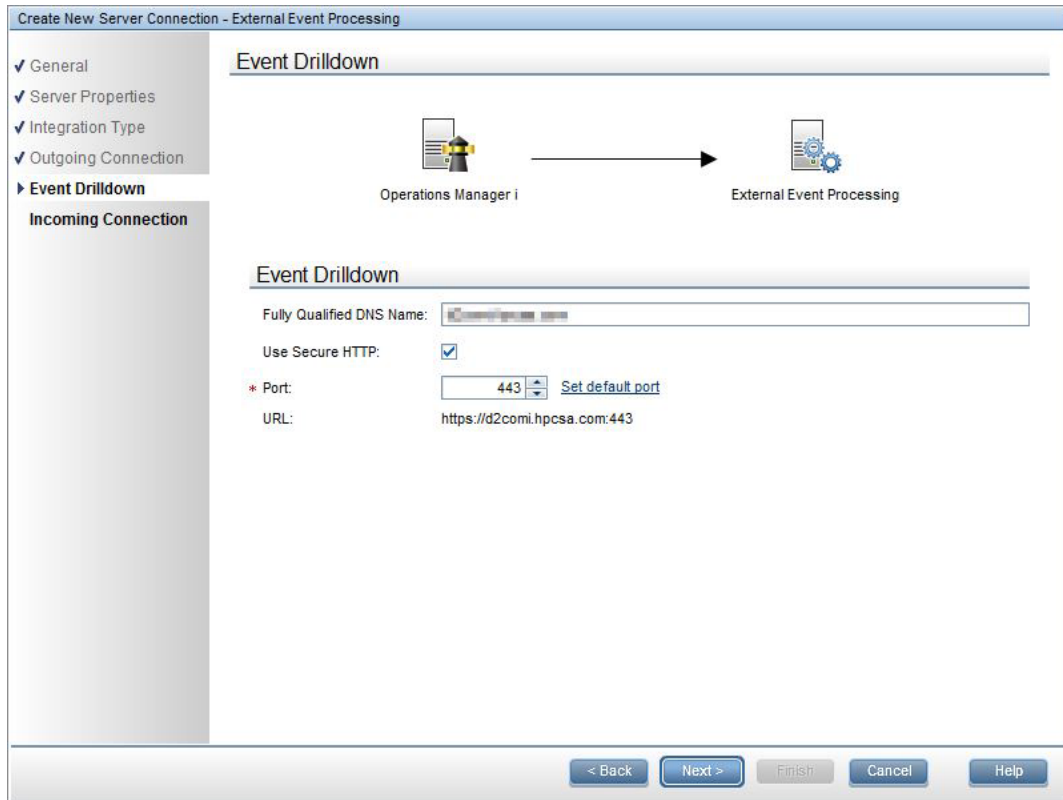 Create New Server Connection - External Event Processing
General
Server Properties
Integration Type
Outgoing Connection
Event Drilldown
Incoming Connection
Event Drilldown
Operations Manager i
External Event Processing
Event Drilldown
Fully Qualified DNS Name:
Use Secure HTTP:
* Port: 443 Set default port
URL: https://d2comi.hpcsa.com:443
< Back Next > Finish Cancel Help